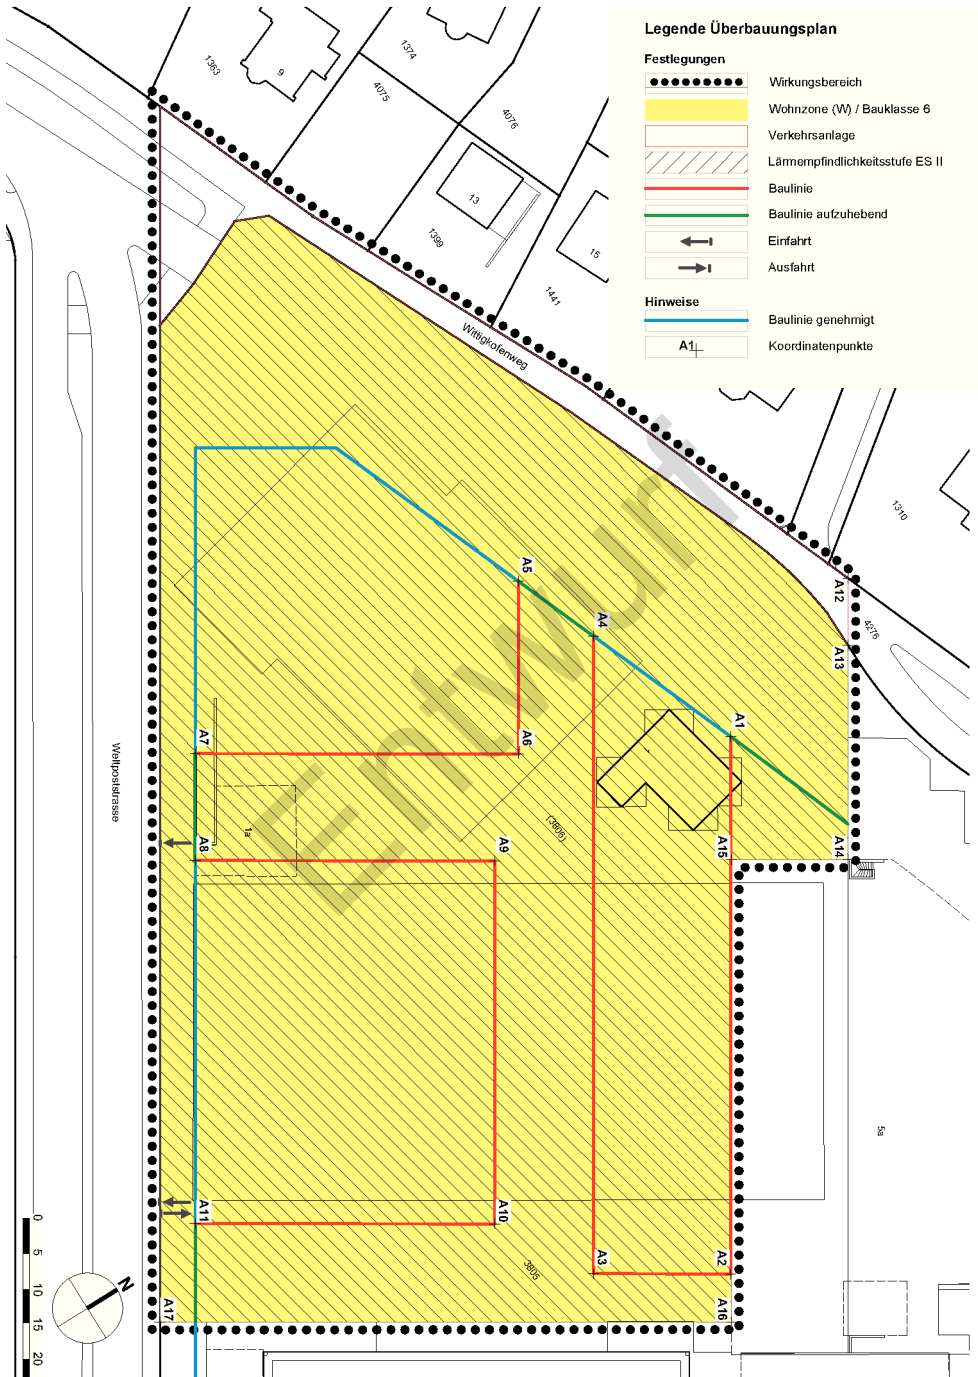 Legende Überbauungsplan
Festlegungen
Wirkungsbereich
Wohnzone (W) / Bauklasse 6
Verkehrsanlage
Lärmempfindlichkeitsstufe ES II
Baulinie
Baulinie aufzuhebend
Einfahrt
Ausfahrt
Hinweise
Baulinie genehmigt
A1
Koordinatenpunkte
1363
9
1374
4075
4076
13
1399
15
1441
Wittigkofenweg
1310
Entwurf
A5
A12
4276
A4
A13
A1
A7
A6
Weltpoststrasse
1a
(3806)
A8
A9
A15
A14
5a
A11
A10
3805
A3
A2
A17
A16
N
0
5
10
15
20